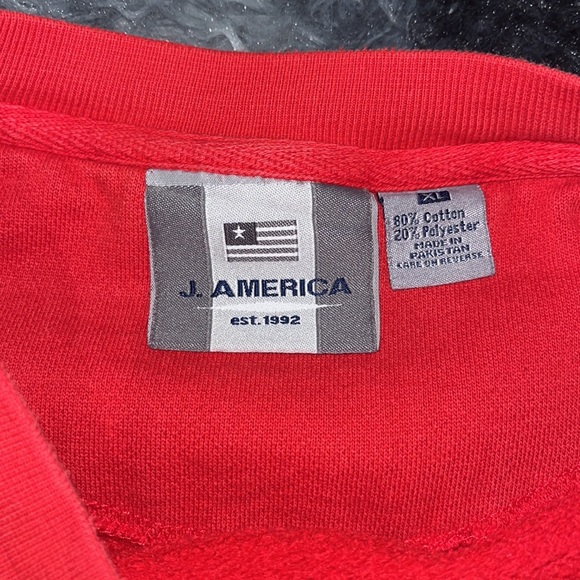 J. AMERICA
est.1992
XL
80% Cotton
20% Polyester
MADE IN
PAKISTAN
CARE ON REVERSE